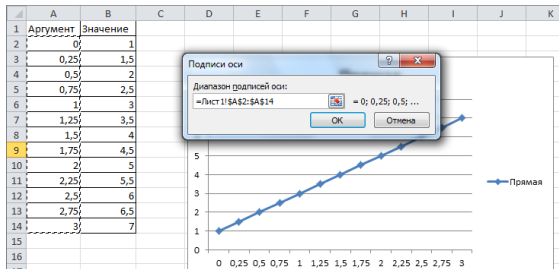 A B C D E F G H I J K
1 Аргумент Значение
2 0 1
3 0,25 1,5
4 0,5 2
5 0,75 2,5
6 1 3
7 1,25 3,5
8 1,5 4
9 1,75 4,5
10 2 5
11 2,25 5,5
12 2,5 6
13 2,75 6,5
14 3 7
15
16
Подписи оси
Диапазон подписей оси:
=Лист1!$A$2:$A$14 = 0; 0,25; 0,5; ...
ОК Отмена
5
4
3
2
1
0
0 0,25 0,5 0,75 1 1,25 1,5 1,75 2 2,25 2,5 2,75 3
Прямая